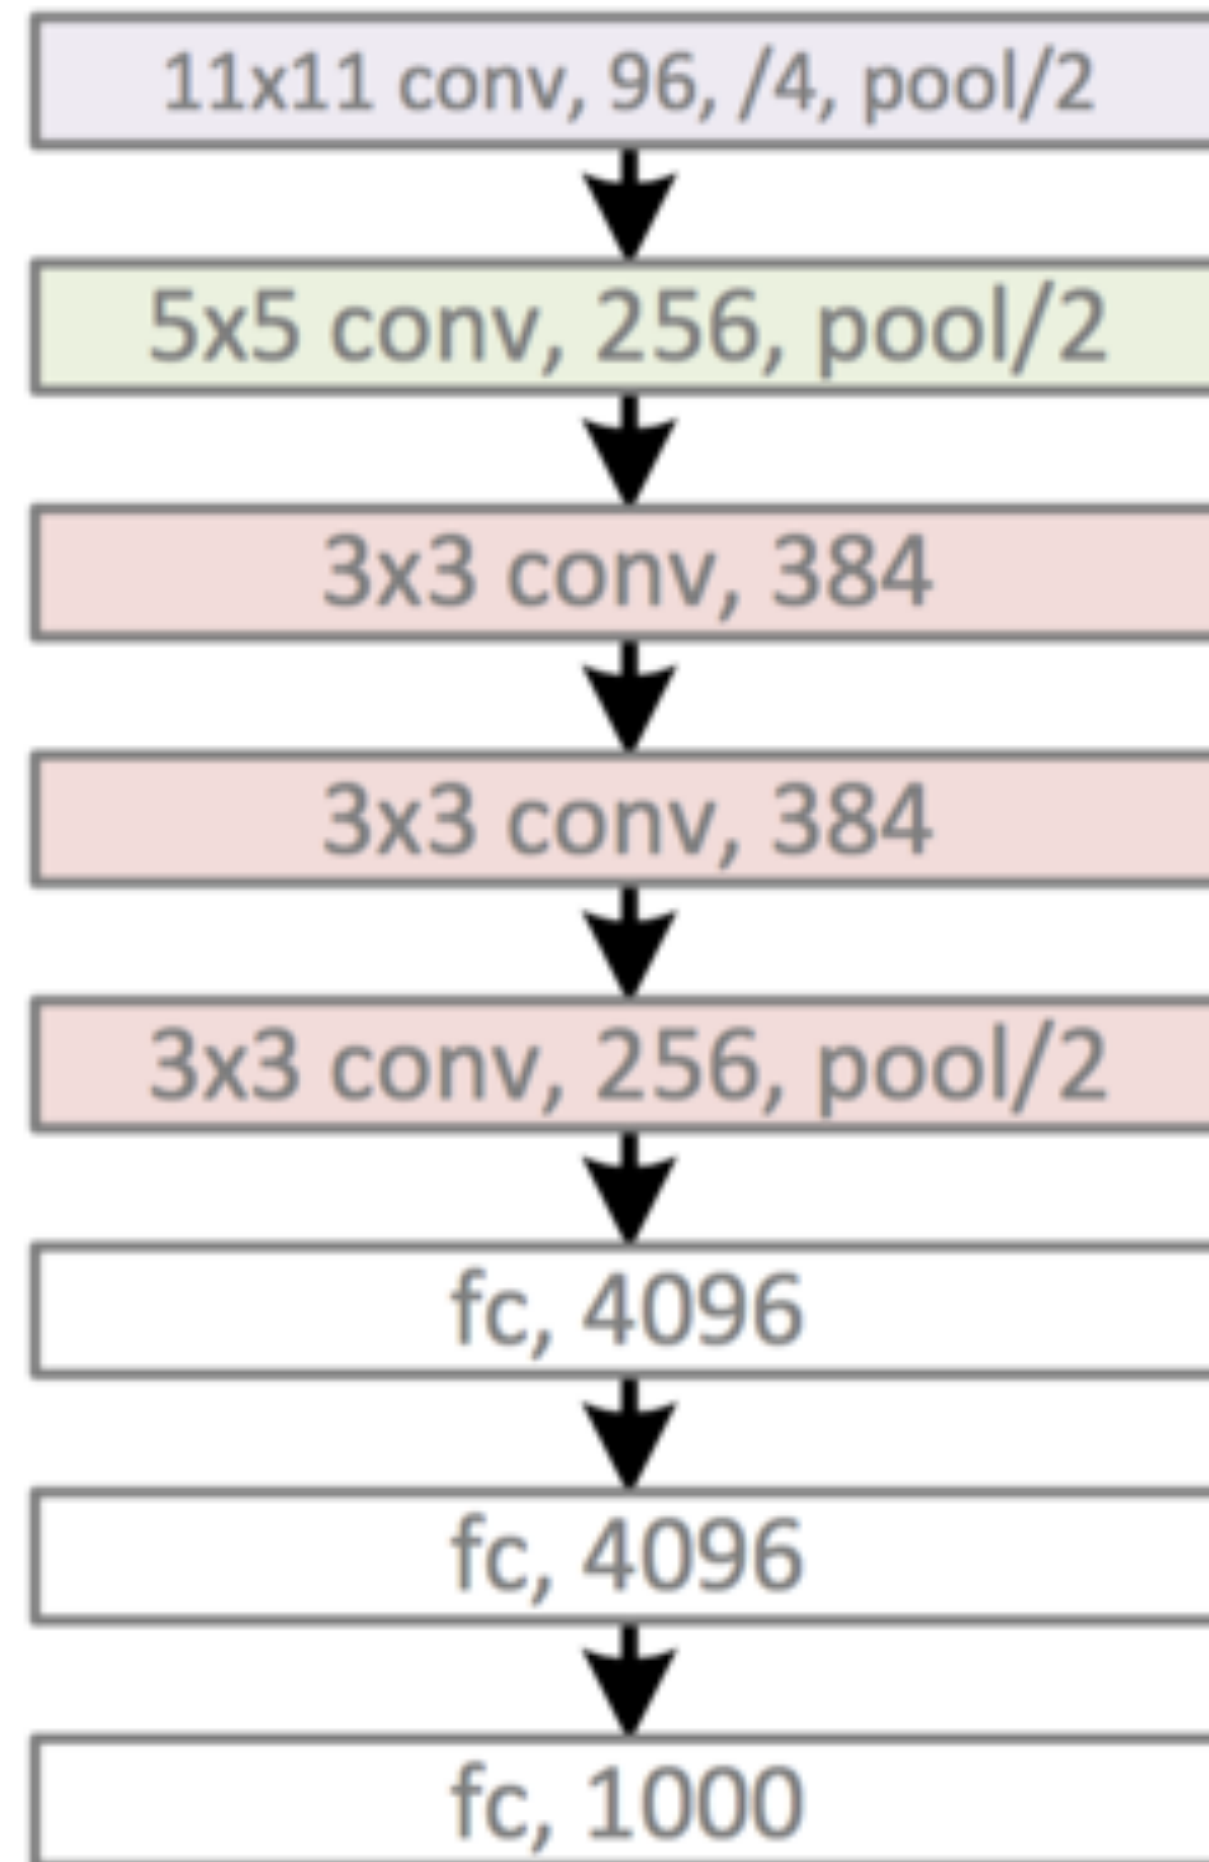 11x11 conv, 96, /4, pool/2
5x5 conv, 256, pool/2
3x3 conv, 384
3x3 conv, 384
3x3 conv, 256, pool/2
fc, 4096
fc, 4096
fc, 1000